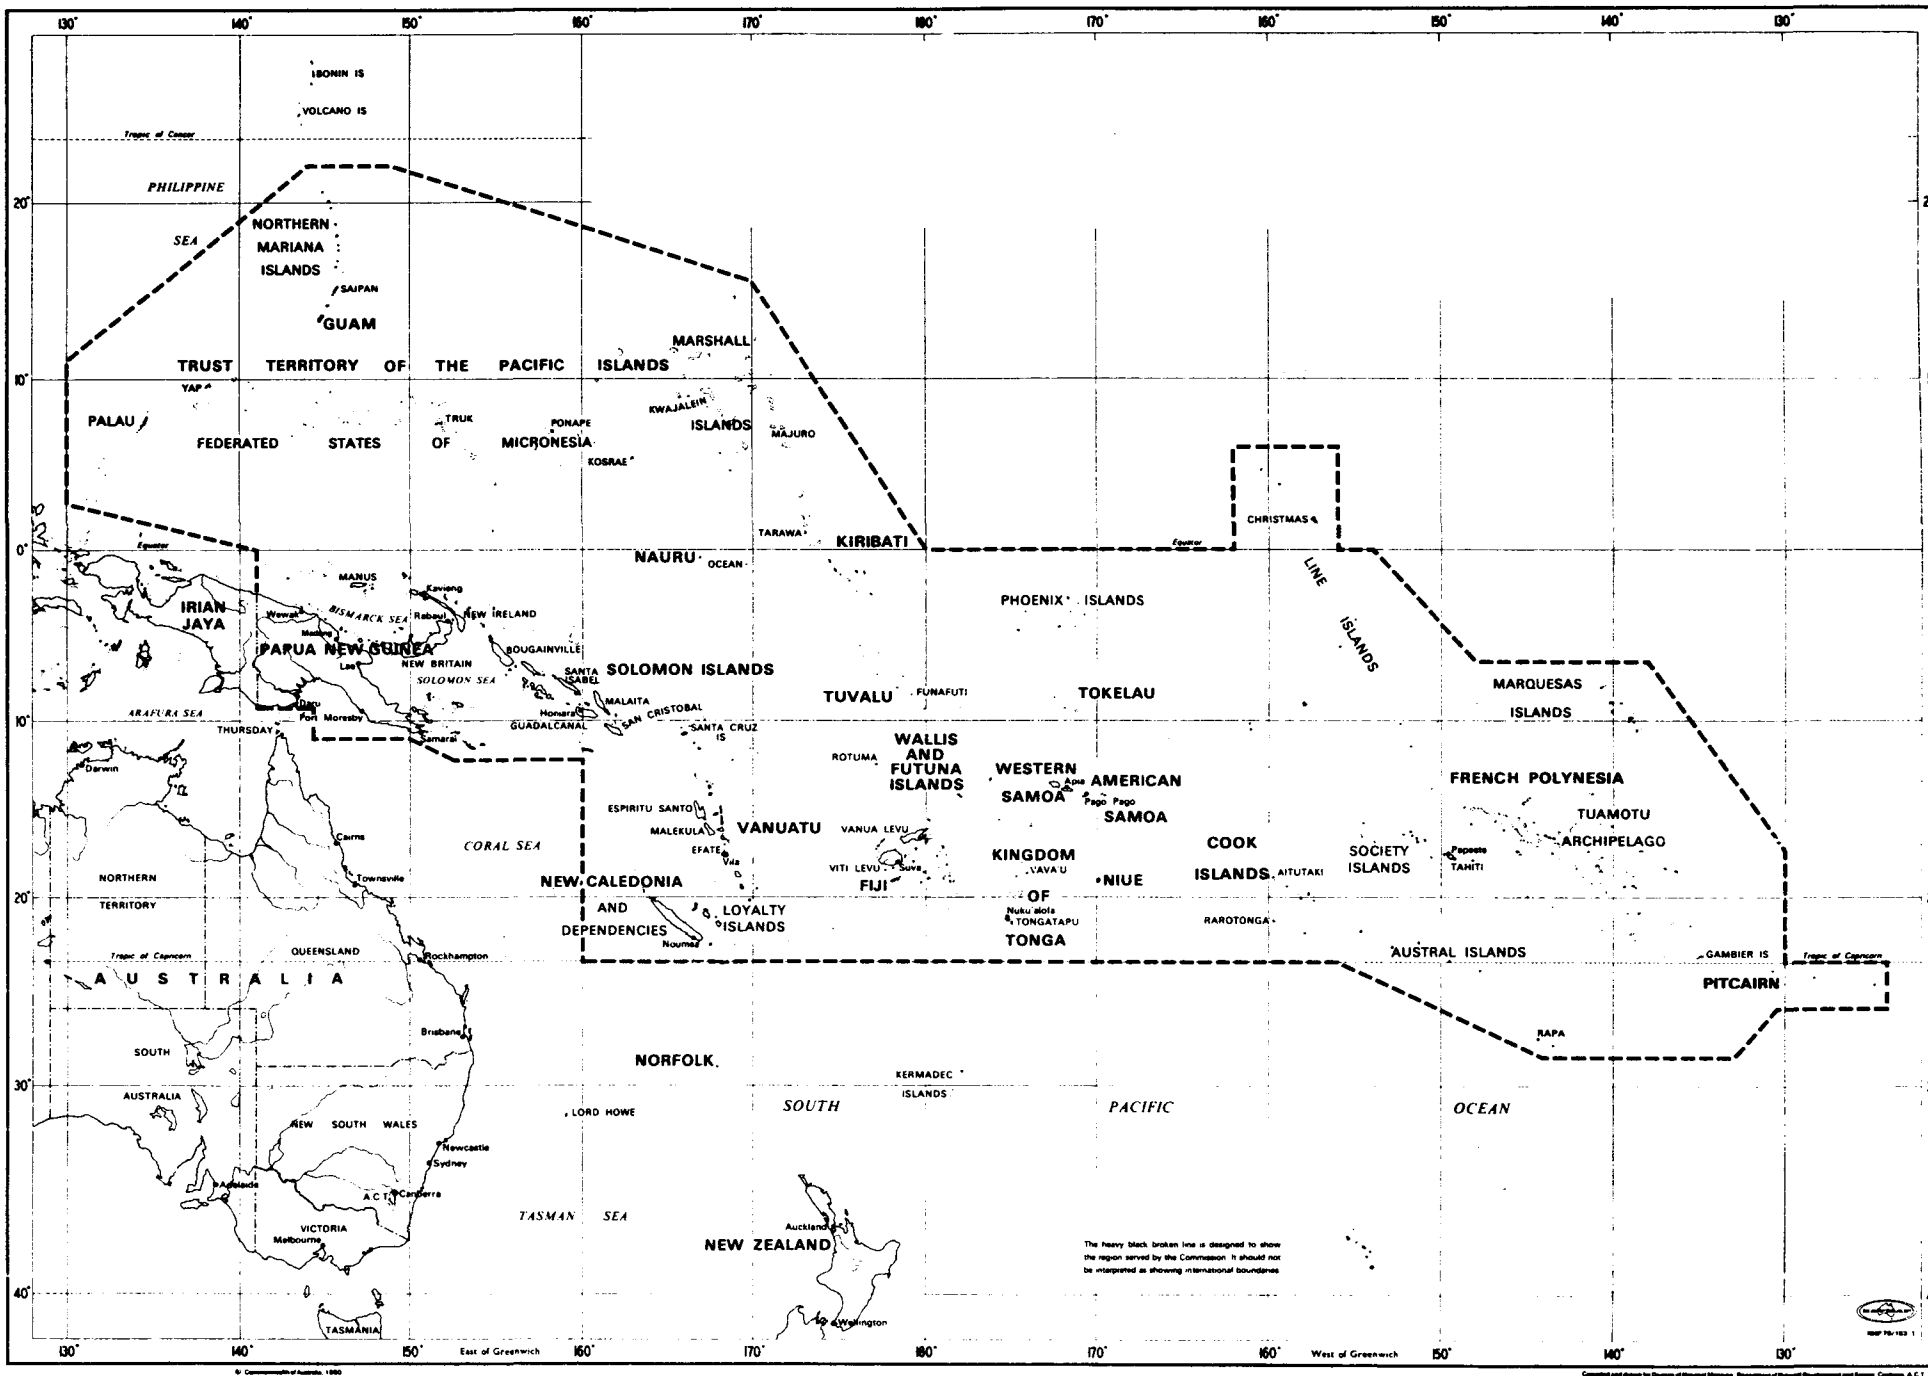 130° 140° 150° 160° 170° 180° 170° 160° 150° 140° 130°
BONIN IS
VOLCANO IS
Tropic of Cancer
PHILIPPINE
SEA
20°
NORTHERN
MARIANA
ISLANDS
SAIPAN
GUAM
MARSHALL
TRUST TERRITORY OF THE PACIFIC ISLANDS
10°
YAP
KWAJALEIN
ISLANDS
MAJURO
PALAU
TRUK
PONAPE
FEDERATED STATES OF MICRONESIA
KOSRAE
CHRISTMAS
TARAWA
KIRIBATI
Equator
Equator
0°
NAURU
OCEAN
LINE
ISLANDS
MANUS
Kavieng
PHOENIX ISLANDS
IRIAN
JAYA
Wewak
BISMARCK SEA
Rabaul
NEW IRELAND
Madang
PAPUA NEW GUINEA
Lae
NEW BRITAIN
BOUGAINVILLE
SOLOMON SEA
SANTA
ISABEL
SOLOMON ISLANDS
MALAITA
TUVALU
FUNAFUTI
TOKELAU
MARQUESAS
ISLANDS
ARAFURA SEA
Daru
Port Moresby
Honiara
GUADALCANAL
SAN CRISTOBAL
10°
THURSDAY
Samarai
SANTA CRUZ
IS
WALLIS
AND
FUTUNA
ISLANDS
ROTUMA
Darwin
WESTERN
SAMOA
Apia
AMERICAN
SAMOA
Pago Pago
FRENCH POLYNESIA
TUAMOTU
ARCHIPELAGO
ESPIRITU SANTO
MALEKULA
VANUATU
EFATE
Vila
VANUA LEVU
VITI LEVU
Suva
FIJI
Cairns
CORAL SEA
KINGDOM
VAVA'U
OF
Nuku'alofa
TONGATAPU
TONGA
NIUE
COOK
ISLANDS
AITUTAKI
SOCIETY
ISLANDS
Papeete
TAHITI
NORTHERN
TERRITORY
Townsville
NEW CALEDONIA
AND
DEPENDENCIES
LOYALTY
ISLANDS
Noumea
20°
RAROTONGA
Tropic of Capricorn
QUEENSLAND
Rockhampton
AUSTRAL ISLANDS
GAMBIER IS
Tropic of Capricorn
AUSTRALIA
PITCAIRN
Brisbane
RAPA
SOUTH
AUSTRALIA
NORFOLK
KERMADEC
ISLANDS
30°
LORD HOWE
SOUTH PACIFIC OCEAN
NEW SOUTH WALES
Newcastle
Sydney
Adelaide
A.C.T.
Canberra
VICTORIA
Melbourne
TASMAN SEA
Auckland
NEW ZEALAND
The heavy black broken line is designed to show
the region served by the Commission. It should not
be interpreted as showing international boundaries
40°
TASMANIA
Wellington
130° 140° 150° East of Greenwich 160° 170° 180° 170° 160° West of Greenwich 150° 140° 130°
© Commonwealth of Australia, 1980